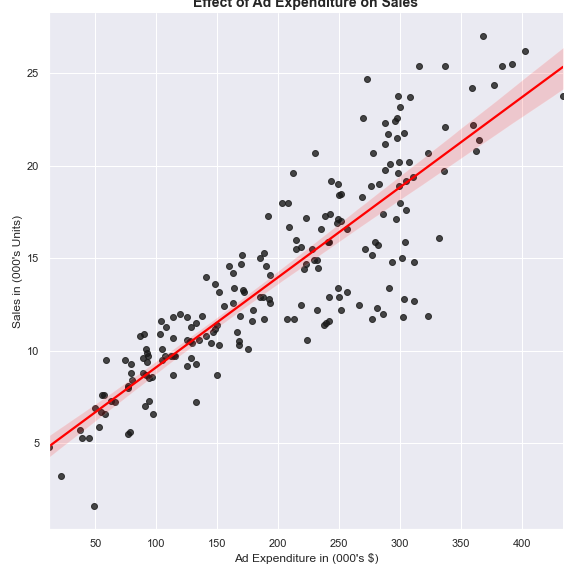 Effect of Ad Expenditure on Sales
25
20
15
10
5
Sales in (000's Units)
50 100 150 200 250 300 350 400
Ad Expenditure in (000's $)